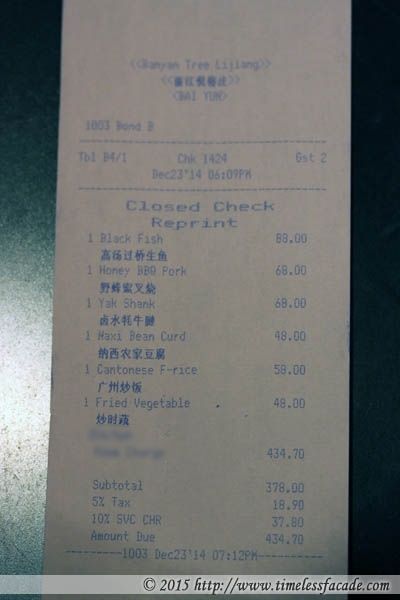 <<Banyan Tree Lijiang>>
<<丽江悦榕庄>>
<BAI YUN>
1003 Bond B
Tbl B4/1 Chk 1424 Gst 2
Dec23'14 06:09PM
Closed Check
Reprint
1 Black Fish 88.00
高汤过桥生鱼
1 Honey BBQ Pork 68.00
野蜂蜜叉烧
1 Yak Shank 68.00
卤水牦牛腱
1 Naxi Bean Curd 48.00
纳西农家豆腐
1 Cantonese F-rice 58.00
广州炒饭
1 Fried Vegetable 48.00
炒时蔬
434.70
Subtotal 378.00
5% Tax 18.90
10% SVC CHR 37.80
Amount Due 434.70
----------1003 Dec23'14 07:12PM----------
© 2015 http://www.timelessfacade.com